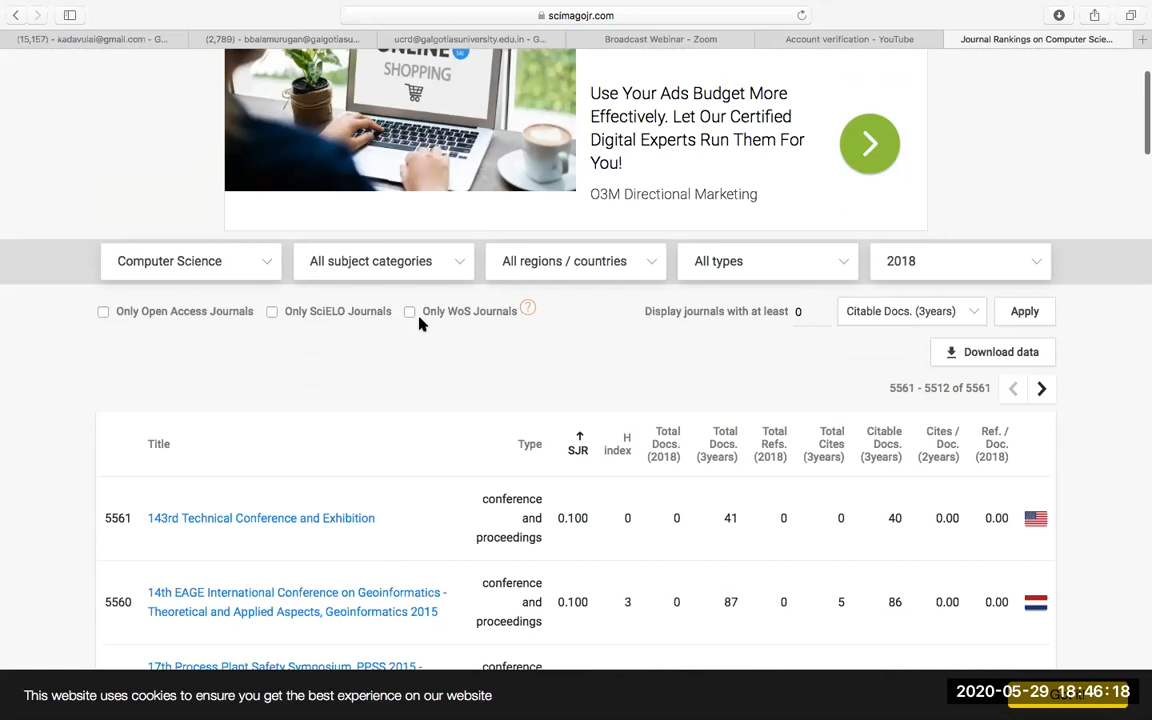 scimagojr.com
(15,157) - kadavulai@gmail.com - G...
(2,789) - bbalamurugan@galgotiasu...
ucrd@galgotiasuniversity.edu.in - G...
Broadcast Webinar - Zoom
Account verification - YouTube
Journal Rankings on Computer Scie...
ONLINE
SHOPPING
Use Your Ads Budget More
Effectively. Let Our Certified
Digital Experts Run Them For
You!
O3M Directional Marketing
Computer Science
All subject categories
All regions / countries
All types
2018
Only Open Access Journals
Only SciELO Journals
Only WoS Journals ?
Display journals with at least 0
Citable Docs. (3years)
Apply
Download data
5561 - 5512 of 5561
Title
Type
↑ SJR
H index
Total Docs. (2018)
Total Docs. (3years)
Total Refs. (2018)
Total Cites (3years)
Citable Docs. (3years)
Cites / Doc. (2years)
Ref. / Doc. (2018)
5561 143rd Technical Conference and Exhibition conference and proceedings 0.100 0 0 41 0 0 40 0.00 0.00
5560 14th EAGE International Conference on Geoinformatics - Theoretical and Applied Aspects, Geoinformatics 2015 conference and proceedings 0.100 3 0 87 0 5 86 0.00 0.00
17th Process Plant Safety Symposium, PPSS 2015 - conference
This website uses cookies to ensure you get the best experience on our website
2020-05-29 18:46:18